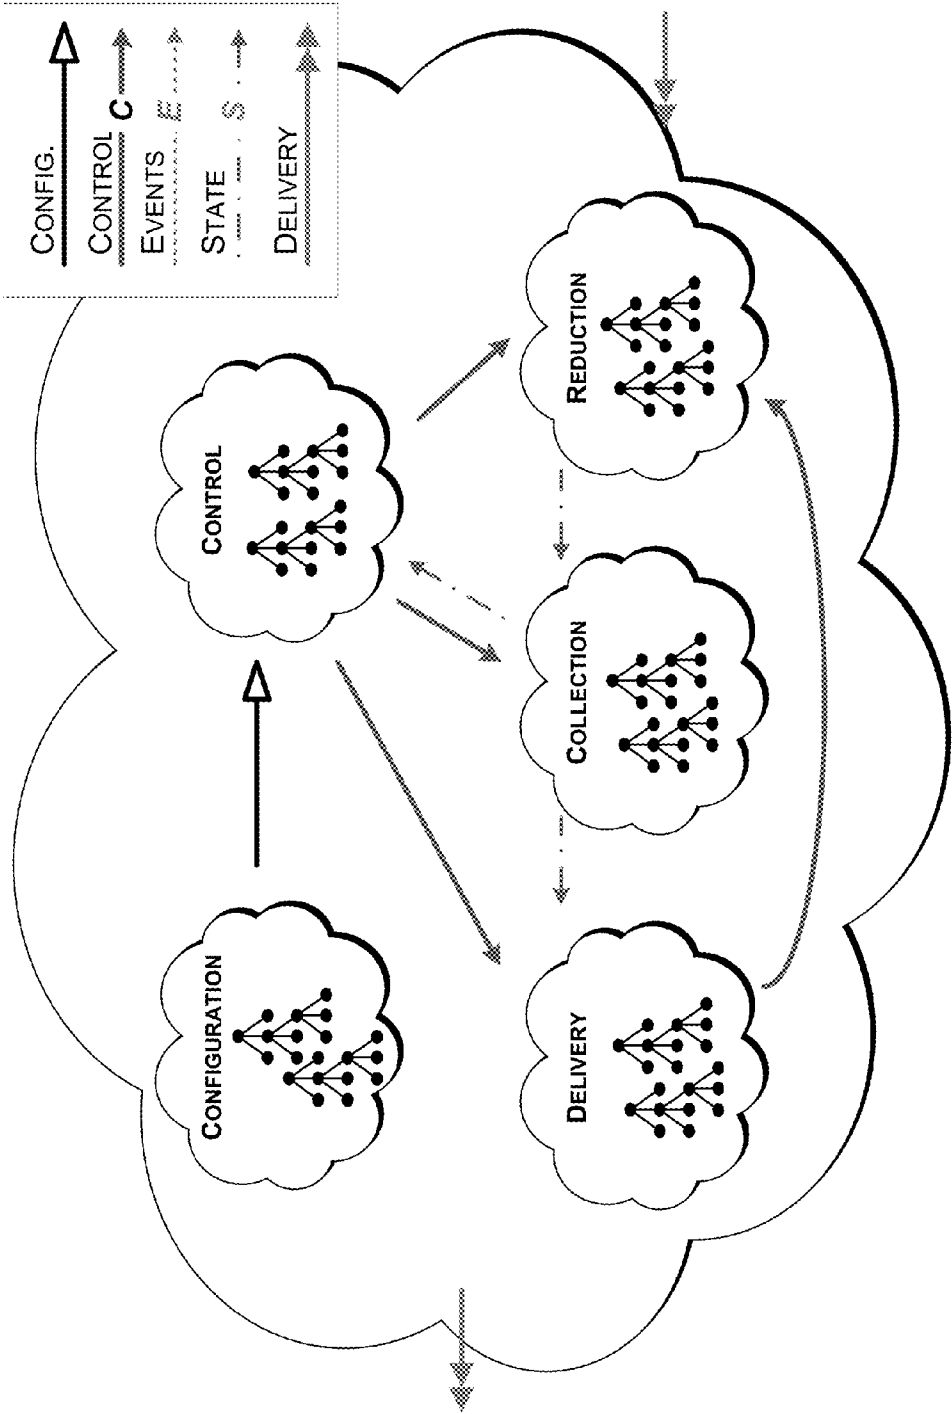 CONFIG.
CONTROL C
EVENTS E
STATE S
DELIVERY
CONFIGURATION
CONTROL
DELIVERY
COLLECTION
REDUCTION